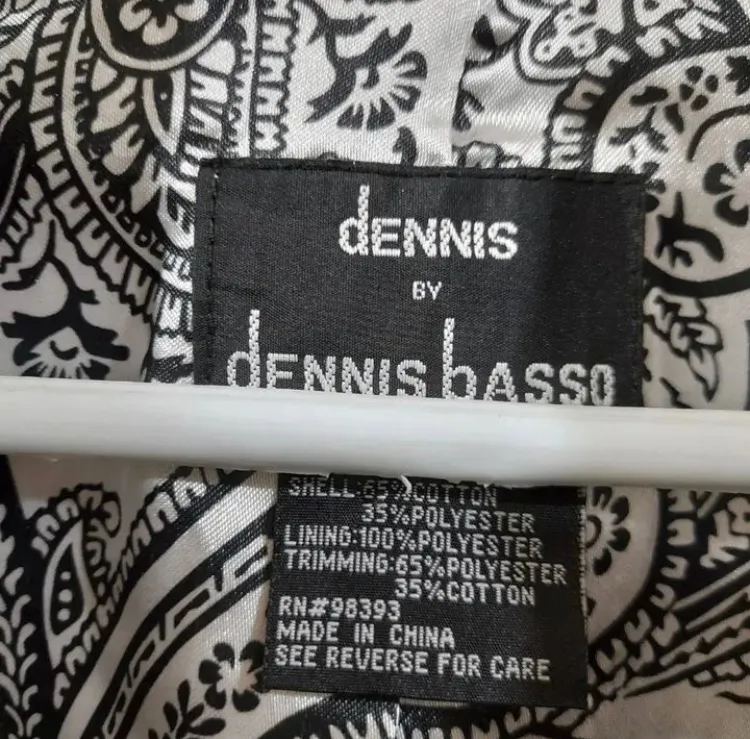 dENNIS
BY
dENNIS bASSO
SHELL:65%COTTON
35%POLYESTER
LINING:100%POLYESTER
TRIMMING:65%POLYESTER
35%COTTON
RN#98393
MADE IN CHINA
SEE REVERSE FOR CARE